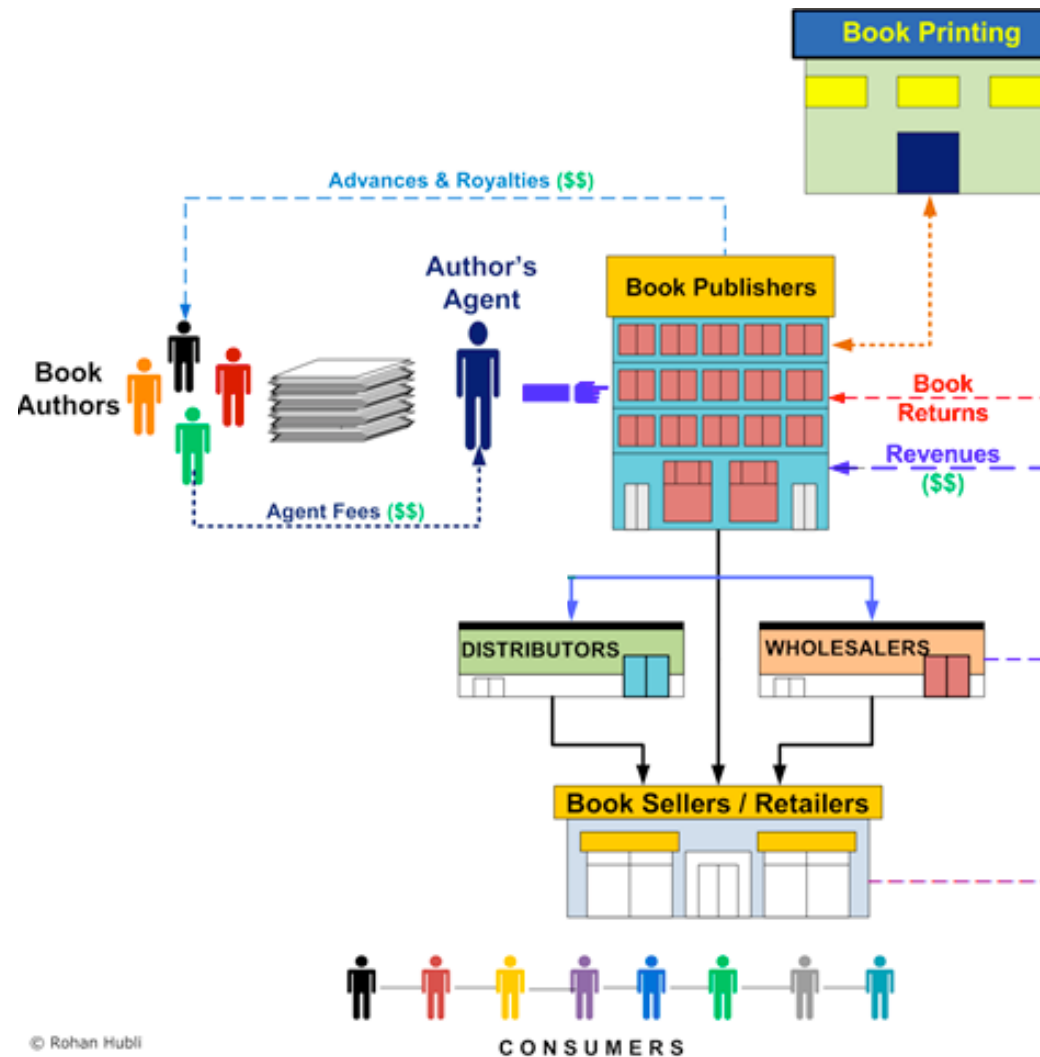 Book Printing
Advances & Royalties ($$)
Author's
Agent
Book Publishers
Book
Authors
Book
Returns
Revenues
($$)
Agent Fees ($$)
DISTRIBUTORS
WHOLESALERS
Book Sellers / Retailers
© Rohan Hubli
CONSUMERS